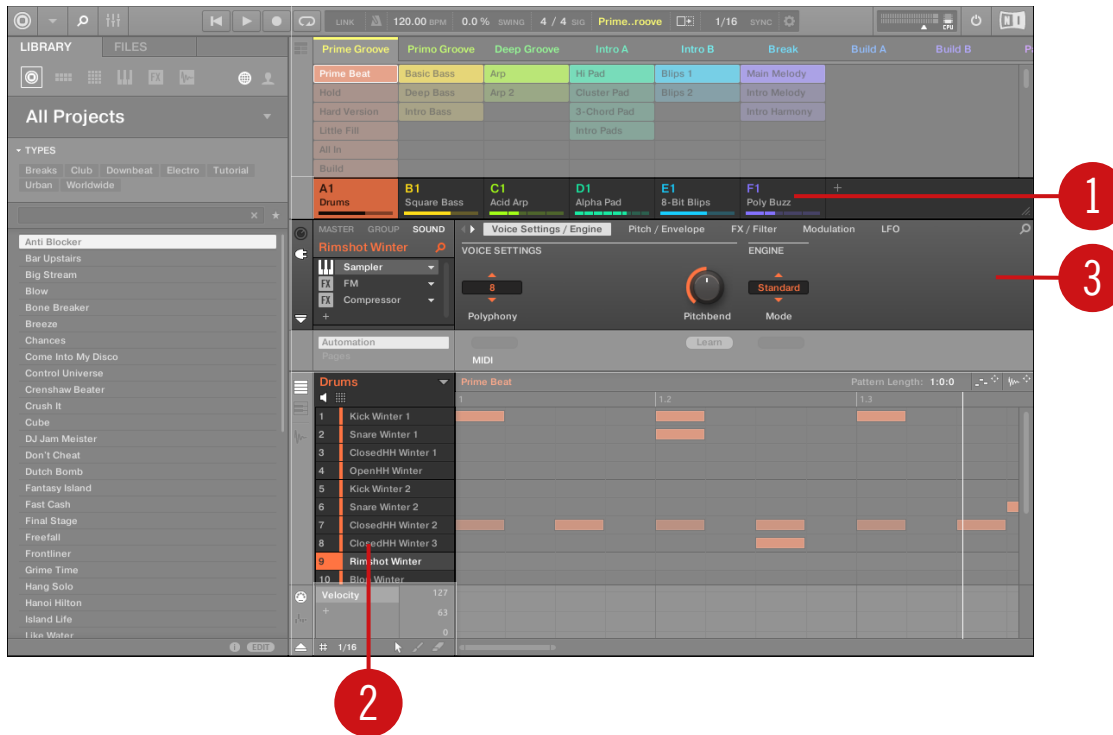 LINK 120.00 BPM 0.0 % SWING 4 / 4 SIG Prime..roove 1/16 SYNC CPU
LIBRARY FILES
FX
All Projects
TYPES
Breaks Club Downbeat Electro Tutorial
Urban Worldwide
Anti Blocker
Bar Upstairs
Big Stream
Blow
Bone Breaker
Breeze
Chances
Come Into My Disco
Control Universe
Crenshaw Beater
Crush It
Cube
DJ Jam Meister
Don't Cheat
Dutch Bomb
Fantasy Island
Fast Cash
Final Stage
Freefall
Frontliner
Grime Time
Hang Solo
Hanoi Hilton
Island Life
Like Water
EDIT
Prime Groove Primo Groove Deep Groove Intro A Intro B Break Build A Build B
Prime Beat Basic Bass Arp Hi Pad Blips 1 Main Melody
Hold Deep Bass Arp 2 Cluster Pad Blips 2 Intro Melody
Hard Version Intro Bass 3-Chord Pad Intro Harmony
Little Fill Intro Pads
All In
Build
A1 B1 C1 D1 E1 F1 +
Drums Square Bass Acid Arp Alpha Pad 8-Bit Blips Poly Buzz
1
MASTER GROUP SOUND Voice Settings / Engine Pitch / Envelope FX / Filter Modulation LFO
Rimshot Winter VOICE SETTINGS ENGINE
Sampler
FX FM 8 Standard
FX Compressor
+ Polyphony Pitchbend Mode
3
Automation Learn
Pages MIDI
Drums Prime Beat Pattern Length: 1:0:0
1 1.2 1.3
1 Kick Winter 1
2 Snare Winter 1
3 ClosedHH Winter 1
4 OpenHH Winter
5 Kick Winter 2
6 Snare Winter 2
7 ClosedHH Winter 2
8 ClosedHH Winter 3
9 Rimshot Winter
10 Blop Winter
Velocity 127
+ 63
0
1/16
2